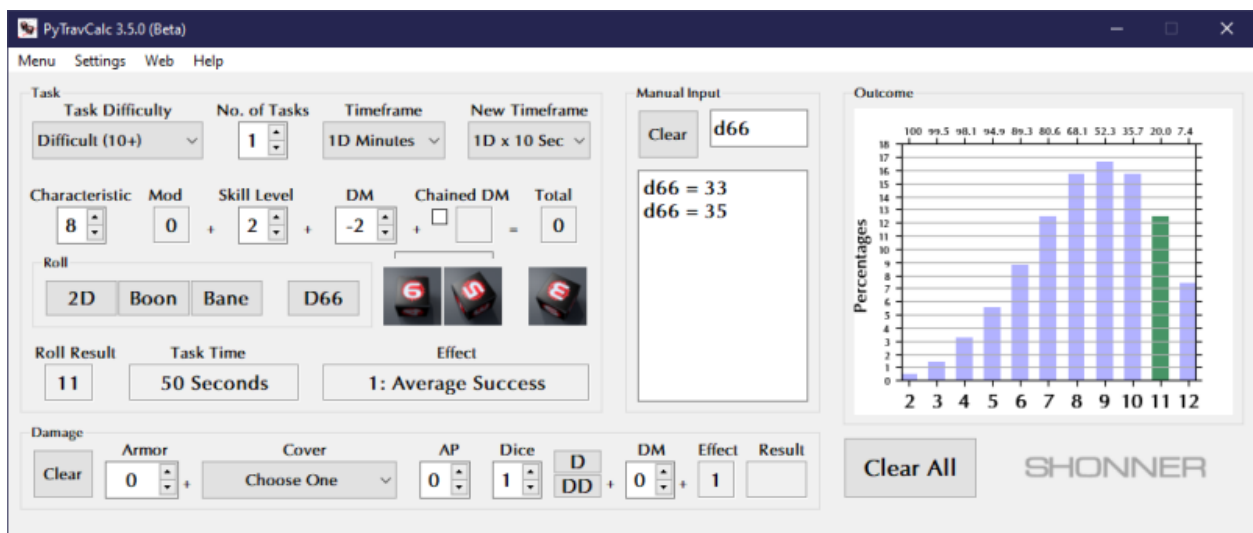 PyTravCalc 3.5.0 (Beta)
Menu Settings Web Help
Task
Task Difficulty No. of Tasks Timeframe New Timeframe
Difficult (10+) 1 1D Minutes 1D x 10 Sec
Characteristic Mod Skill Level DM Chained DM Total
8 0 + 2 + -2 + = 0
Roll
2D Boon Bane D66
6 5 3
Roll Result Task Time Effect
11 50 Seconds 1: Average Success
Manual Input
Clear d66
d66 = 33
d66 = 35
Outcome
100 99.5 98.1 94.9 89.3 80.6 68.1 52.3 35.7 20.0 7.4
Percentages
18
17
16
15
14
13
12
11
10
9
8
7
6
5
4
3
2
1
0
2 3 4 5 6 7 8 9 10 11 12
Damage
Armor Cover AP Dice DM Effect Result
Clear 0 + Choose One 0 1 D DD + 0 + 1
Clear All
SHONNER